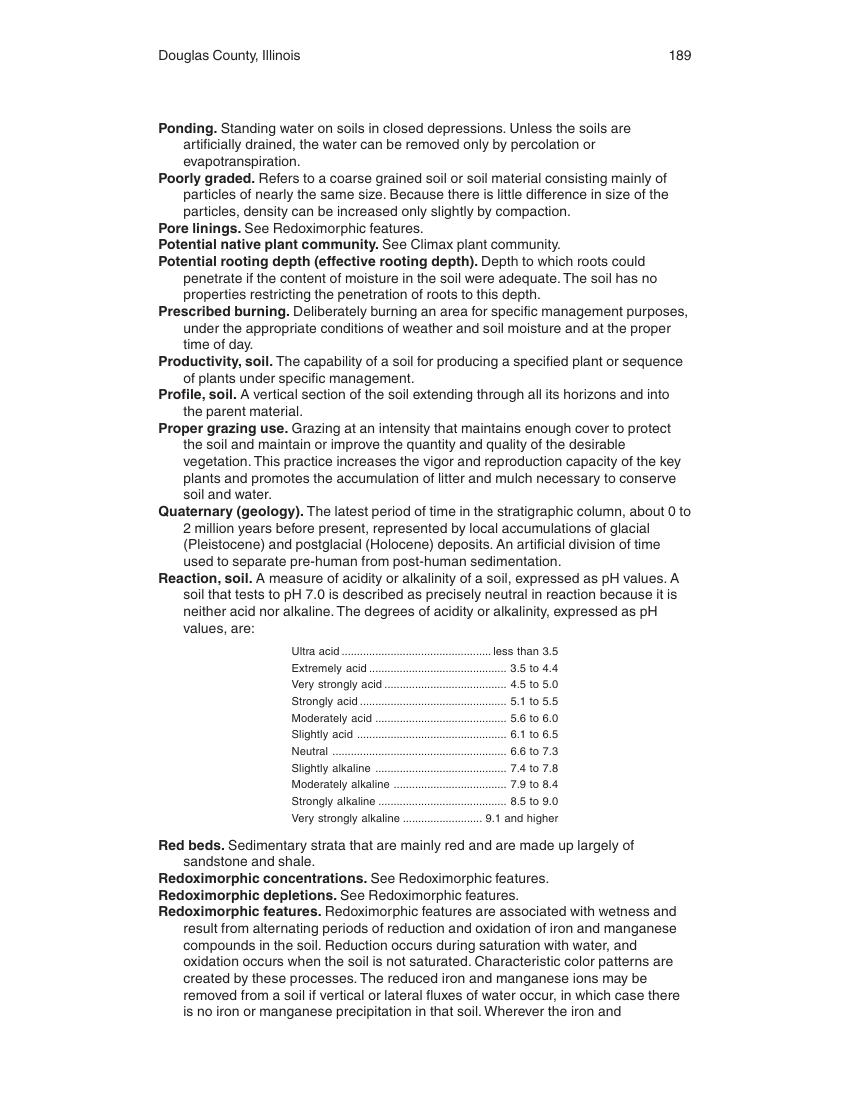 Douglas County, Illinois 189
Ponding. Standing water on soils in closed depressions. Unless the soils are
artificially drained, the water can be removed only by percolation or
evapotranspiration.
Poorly graded. Refers to a coarse grained soil or soil material consisting mainly of
particles of nearly the same size. Because there is little difference in size of the
particles, density can be increased only slightly by compaction.
Pore linings. See Redoximorphic features.
Potential native plant community. See Climax plant community.
Potential rooting depth (effective rooting depth). Depth to which roots could
penetrate if the content of moisture in the soil were adequate. The soil has no
properties restricting the penetration of roots to this depth.
Prescribed burning. Deliberately burning an area for specific management purposes,
under the appropriate conditions of weather and soil moisture and at the proper
time of day.
Productivity, soil. The capability of a soil for producing a specified plant or sequence
of plants under specific management.
Profile, soil. A vertical section of the soil extending through all its horizons and into
the parent material.
Proper grazing use. Grazing at an intensity that maintains enough cover to protect
the soil and maintain or improve the quantity and quality of the desirable
vegetation. This practice increases the vigor and reproduction capacity of the key
plants and promotes the accumulation of litter and mulch necessary to conserve
soil and water.
Quaternary (geology). The latest period of time in the stratigraphic column, about 0 to
2 million years before present, represented by local accumulations of glacial
(Pleistocene) and postglacial (Holocene) deposits. An artificial division of time
used to separate pre-human from post-human sedimentation.
Reaction, soil. A measure of acidity or alkalinity of a soil, expressed as pH values. A
soil that tests to pH 7.0 is described as precisely neutral in reaction because it is
neither acid nor alkaline. The degrees of acidity or alkalinity, expressed as pH
values, are:
Ultra acid ................................................. less than 3.5
Extremely acid ............................................. 3.5 to 4.4
Very strongly acid ........................................ 4.5 to 5.0
Strongly acid ................................................ 5.1 to 5.5
Moderately acid ........................................... 5.6 to 6.0
Slightly acid ................................................. 6.1 to 6.5
Neutral ......................................................... 6.6 to 7.3
Slightly alkaline ........................................... 7.4 to 7.8
Moderately alkaline ..................................... 7.9 to 8.4
Strongly alkaline .......................................... 8.5 to 9.0
Very strongly alkaline .......................... 9.1 and higher
Red beds. Sedimentary strata that are mainly red and are made up largely of
sandstone and shale.
Redoximorphic concentrations. See Redoximorphic features.
Redoximorphic depletions. See Redoximorphic features.
Redoximorphic features. Redoximorphic features are associated with wetness and
result from alternating periods of reduction and oxidation of iron and manganese
compounds in the soil. Reduction occurs during saturation with water, and
oxidation occurs when the soil is not saturated. Characteristic color patterns are
created by these processes. The reduced iron and manganese ions may be
removed from a soil if vertical or lateral fluxes of water occur, in which case there
is no iron or manganese precipitation in that soil. Wherever the iron and